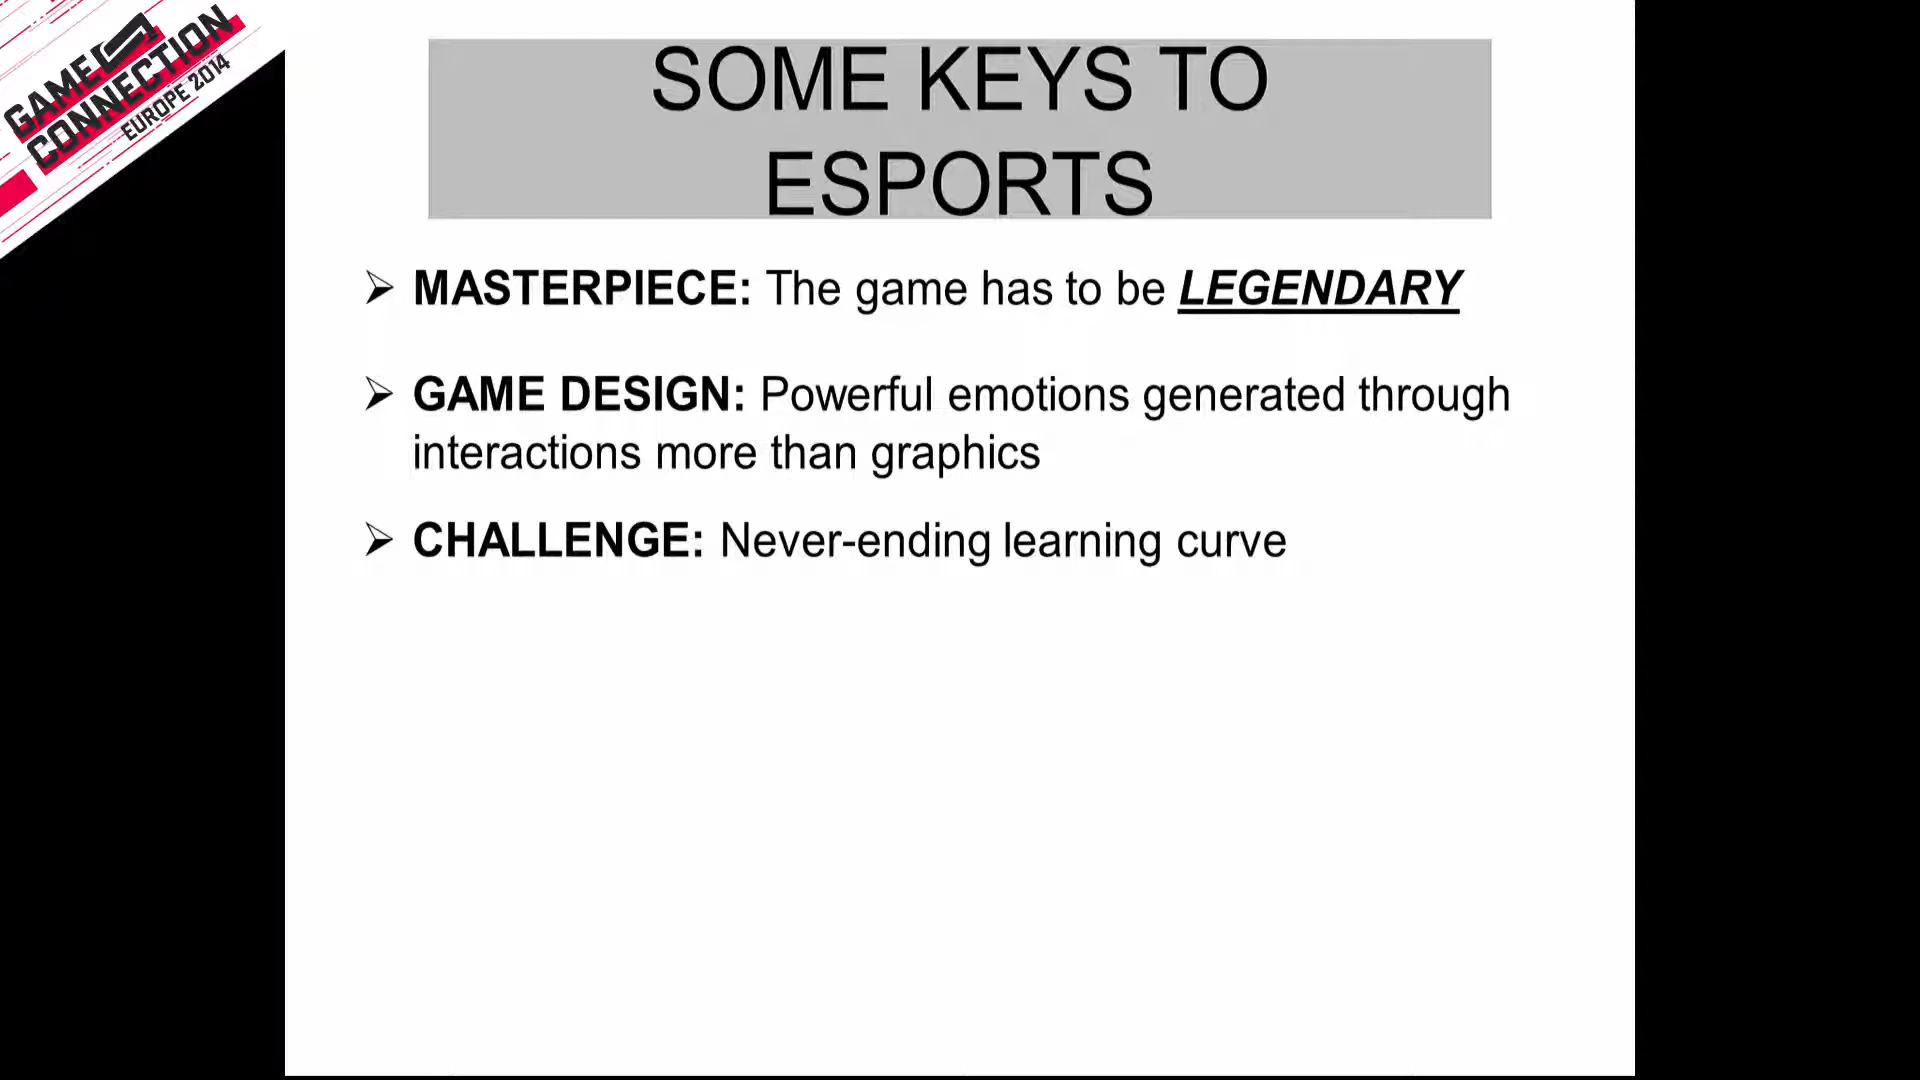 GAME
CONNECTION
EUROPE 2014
SOME KEYS TO
ESPORTS
➢ MASTERPIECE: The game has to be LEGENDARY
➢ GAME DESIGN: Powerful emotions generated through
interactions more than graphics
➢ CHALLENGE: Never-ending learning curve